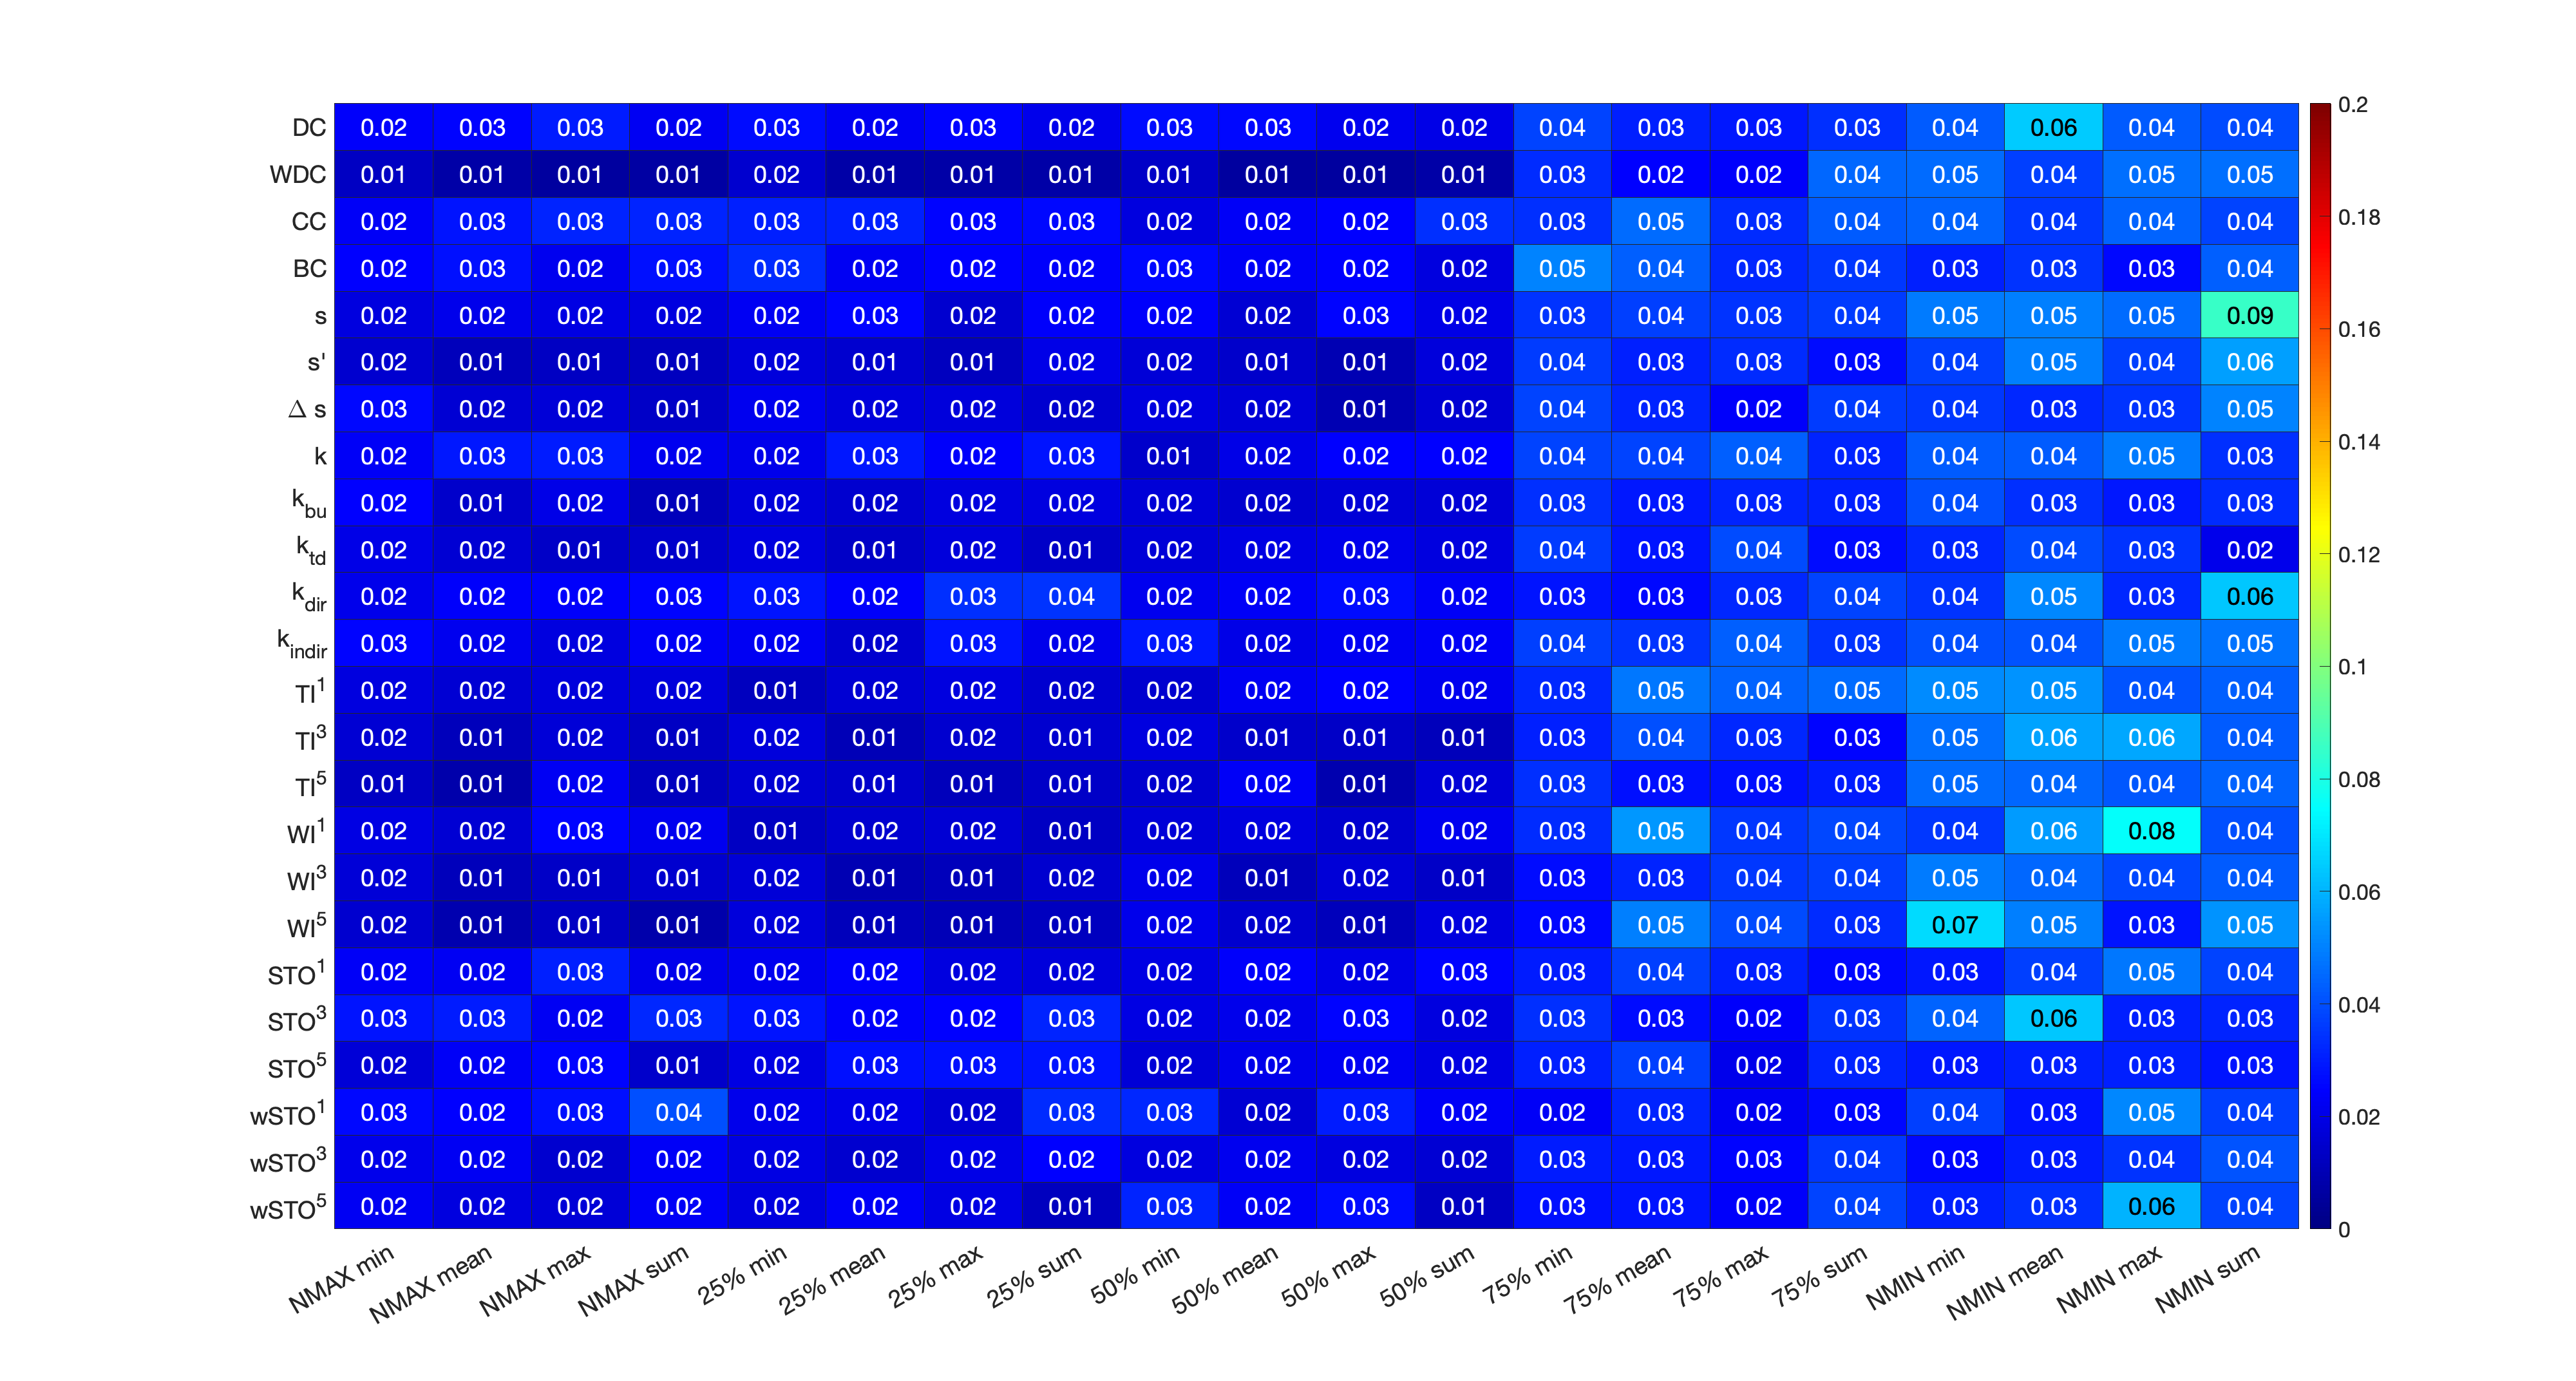 DC 0.02 0.03 0.03 0.02 0.03 0.02 0.03 0.02 0.03 0.03 0.02 0.02 0.04 0.03 0.03 0.03 0.04 0.06 0.04 0.04
WDC 0.01 0.01 0.01 0.01 0.02 0.01 0.01 0.01 0.01 0.01 0.01 0.01 0.03 0.02 0.02 0.04 0.05 0.04 0.05 0.05
CC 0.02 0.03 0.03 0.03 0.03 0.03 0.03 0.03 0.02 0.02 0.02 0.03 0.03 0.05 0.03 0.04 0.04 0.04 0.04 0.04
BC 0.02 0.03 0.02 0.03 0.03 0.02 0.02 0.02 0.03 0.02 0.02 0.02 0.05 0.04 0.03 0.04 0.03 0.03 0.03 0.04
s 0.02 0.02 0.02 0.02 0.02 0.03 0.02 0.02 0.02 0.02 0.03 0.02 0.03 0.04 0.03 0.04 0.05 0.05 0.05 0.09
s' 0.02 0.01 0.01 0.01 0.02 0.01 0.01 0.02 0.02 0.01 0.01 0.02 0.04 0.03 0.03 0.03 0.04 0.05 0.04 0.06
Δ s 0.03 0.02 0.02 0.01 0.02 0.02 0.02 0.02 0.02 0.02 0.01 0.02 0.04 0.03 0.02 0.04 0.04 0.03 0.03 0.05
k 0.02 0.03 0.03 0.02 0.02 0.03 0.02 0.03 0.01 0.02 0.02 0.02 0.04 0.04 0.04 0.03 0.04 0.04 0.05 0.03
k_bu 0.02 0.01 0.02 0.01 0.02 0.02 0.02 0.02 0.02 0.02 0.02 0.02 0.03 0.03 0.03 0.03 0.04 0.03 0.03 0.03
k_td 0.02 0.02 0.01 0.01 0.02 0.01 0.02 0.01 0.02 0.02 0.02 0.02 0.04 0.03 0.04 0.03 0.03 0.04 0.03 0.02
k_dir 0.02 0.02 0.02 0.03 0.03 0.02 0.03 0.04 0.02 0.02 0.03 0.02 0.03 0.03 0.03 0.04 0.04 0.05 0.03 0.06
k_indir 0.03 0.02 0.02 0.02 0.02 0.02 0.03 0.02 0.03 0.02 0.02 0.02 0.04 0.03 0.04 0.03 0.04 0.04 0.05 0.05
TI^1 0.02 0.02 0.02 0.02 0.01 0.02 0.02 0.02 0.02 0.02 0.02 0.02 0.03 0.05 0.04 0.05 0.05 0.05 0.04 0.04
TI^3 0.02 0.01 0.02 0.01 0.02 0.01 0.02 0.01 0.02 0.01 0.01 0.01 0.03 0.04 0.03 0.03 0.05 0.06 0.06 0.04
TI^5 0.01 0.01 0.02 0.01 0.02 0.01 0.01 0.01 0.02 0.02 0.01 0.02 0.03 0.03 0.03 0.03 0.05 0.04 0.04 0.04
WI^1 0.02 0.02 0.03 0.02 0.01 0.02 0.02 0.01 0.02 0.02 0.02 0.02 0.03 0.05 0.04 0.04 0.04 0.06 0.08 0.04
WI^3 0.02 0.01 0.01 0.01 0.02 0.01 0.01 0.02 0.02 0.01 0.02 0.01 0.03 0.03 0.04 0.04 0.05 0.04 0.04 0.04
WI^5 0.02 0.01 0.01 0.01 0.02 0.01 0.01 0.01 0.02 0.02 0.01 0.02 0.03 0.05 0.04 0.03 0.07 0.05 0.03 0.05
STO^1 0.02 0.02 0.03 0.02 0.02 0.02 0.02 0.02 0.02 0.02 0.02 0.03 0.03 0.04 0.03 0.03 0.03 0.04 0.05 0.04
STO^3 0.03 0.03 0.02 0.03 0.03 0.02 0.02 0.03 0.02 0.02 0.03 0.02 0.03 0.03 0.02 0.03 0.04 0.06 0.03 0.03
STO^5 0.02 0.02 0.03 0.01 0.02 0.03 0.03 0.03 0.02 0.02 0.02 0.02 0.03 0.04 0.02 0.03 0.03 0.03 0.03 0.03
wSTO^1 0.03 0.02 0.03 0.04 0.02 0.02 0.02 0.03 0.03 0.02 0.03 0.02 0.02 0.03 0.02 0.03 0.04 0.03 0.05 0.04
wSTO^3 0.02 0.02 0.02 0.02 0.02 0.02 0.02 0.02 0.02 0.02 0.02 0.02 0.03 0.03 0.03 0.04 0.03 0.03 0.04 0.04
wSTO^5 0.02 0.02 0.02 0.02 0.02 0.02 0.02 0.01 0.03 0.02 0.03 0.01 0.03 0.03 0.02 0.04 0.03 0.03 0.06 0.04
NMAX min
NMAX mean
NMAX max
NMAX sum
25% min
25% mean
25% max
25% sum
50% min
50% mean
50% max
50% sum
75% min
75% mean
75% max
75% sum
NMIN min
NMIN mean
NMIN max
NMIN sum
0.2
0.18
0.16
0.14
0.12
0.1
0.08
0.06
0.04
0.02
0